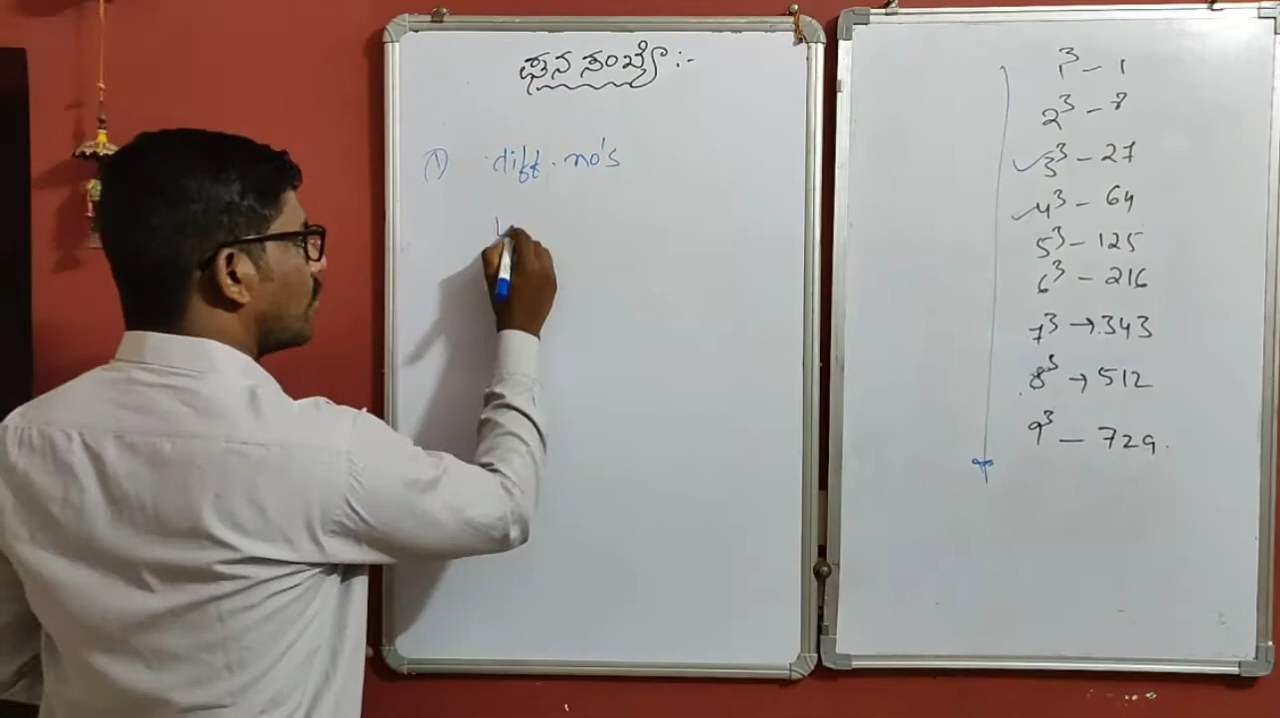 ಘನ ಸಂಖ್ಯೆ :-
1) diff. no's
1³ - 1
2³ - 8
✓3³ - 27
✓4³ - 64
5³ - 125
6³ - 216
7³ → 343
8³ → 512
9³ - 729.